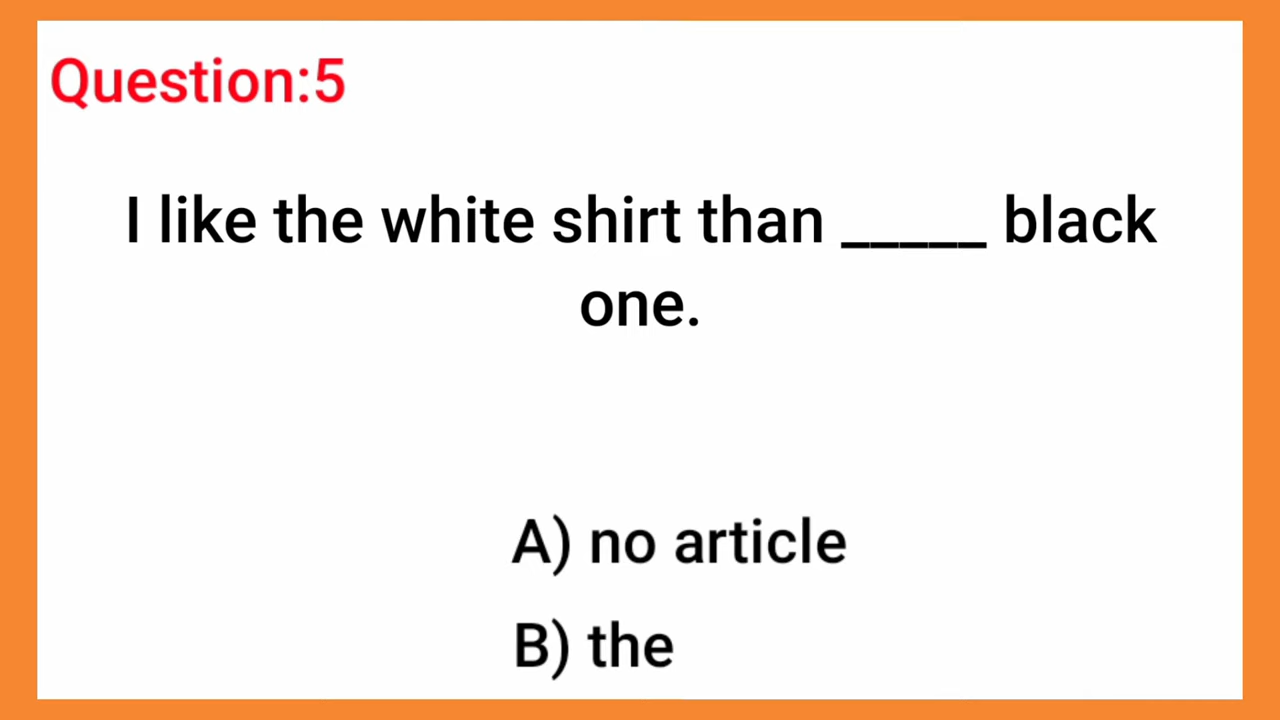 Question:5
I like the white shirt than _____ black
one.
A) no article
B) the